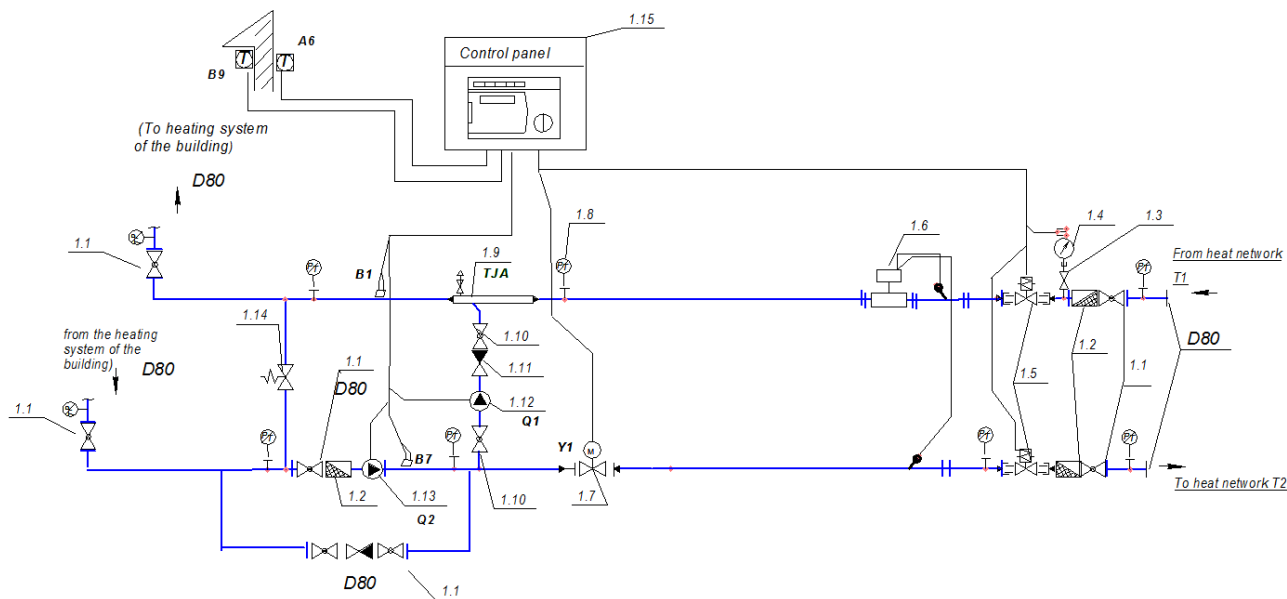 1.15
A6
Control panel
T
T
B9
(To heating system
of the building)
D80
1.8
1.6
1.4
1.3
1.1
1.9
B1
TJA
From heat network
T1
P/t
P/t
P/t
1.14
from the heating
system of the
building)
D80
1.10
1.1
1.11
1.2
D80
1.5
1.1
D80
1.1
1.12
Q1
Y1
P/t
P/t
P/t
P/t
B7
M
To heat network T2
1.2
1.13
1.10
1.7
Q2
D80
1.1